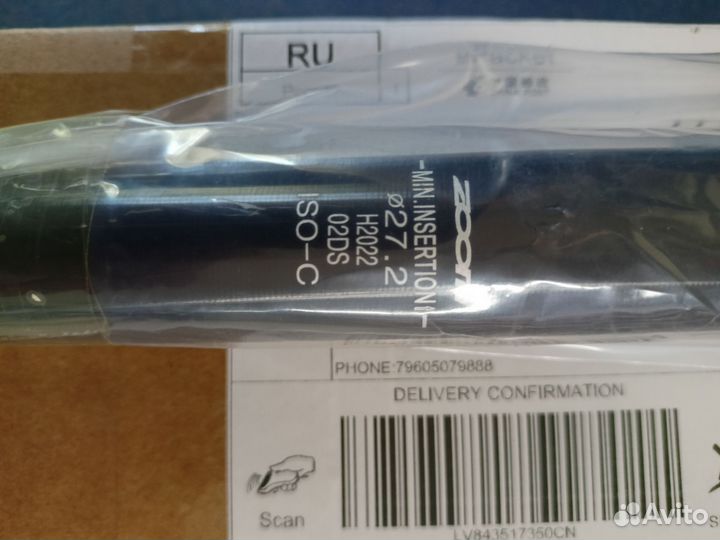 RU
ZOOM
-MIN.INSERTION-
ø27.2
H2022
02DS
ISO-C
PHONE:79605079888
DELIVERY CONFIRMATION
Scan
LV843517350CN
Avito